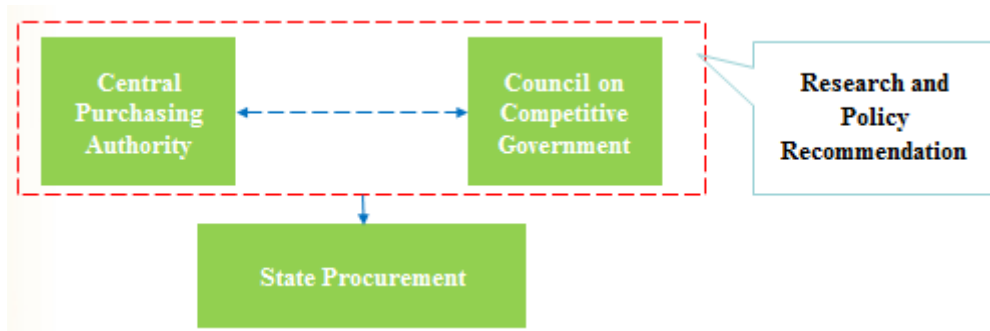 Central
Purchasing
Authority
Council on
Competitive
Government
Research and
Policy
Recommendation
State Procurement